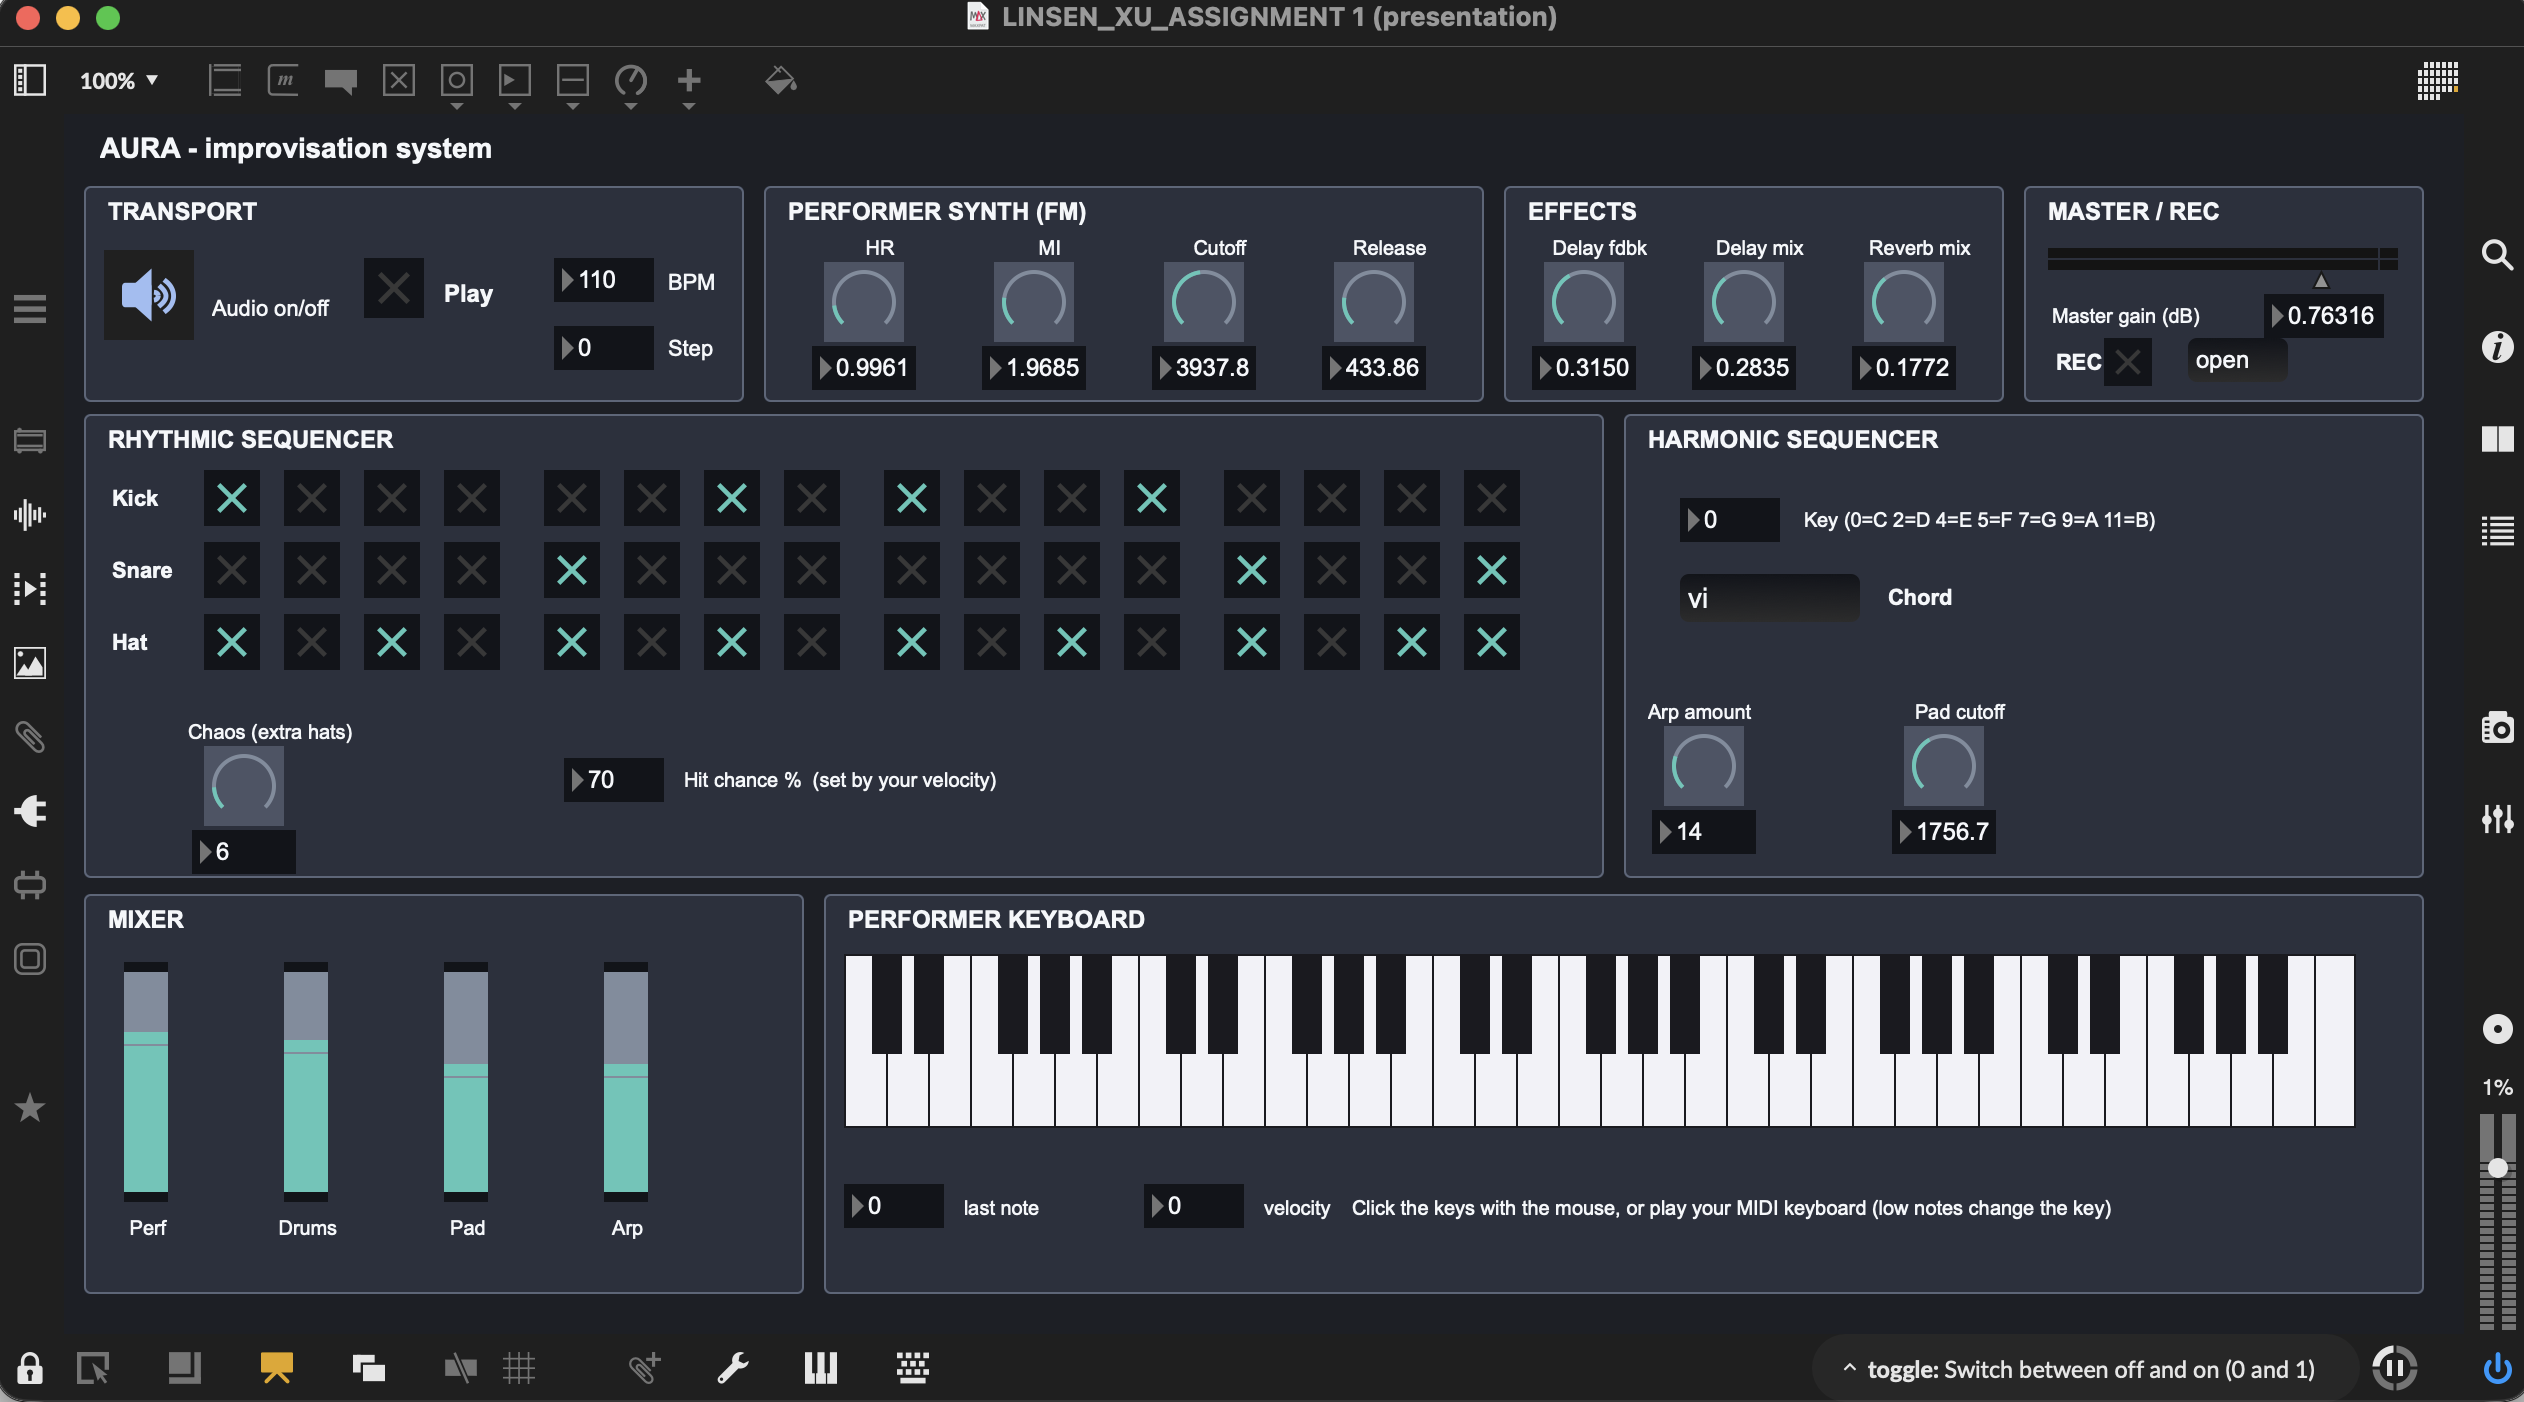 LINSEN_XU_ASSIGNMENT 1 (presentation)
100%
AURA - improvisation system
TRANSPORT
Audio on/off
Play
110 BPM
0 Step
PERFORMER SYNTH (FM)
HR MI Cutoff Release
0.9961 1.9685 3937.8 433.86
EFFECTS
Delay fdbk Delay mix Reverb mix
0.3150 0.2835 0.1772
MASTER / REC
Master gain (dB) 0.76316
REC open
RHYTHMIC SEQUENCER
Kick
Snare
Hat
Chaos (extra hats)
6
70 Hit chance % (set by your velocity)
HARMONIC SEQUENCER
0 Key (0=C 2=D 4=E 5=F 7=G 9=A 11=B)
vi Chord
Arp amount Pad cutoff
14 1756.7
MIXER
Perf Drums Pad Arp
PERFORMER KEYBOARD
0 last note 0 velocity Click the keys with the mouse, or play your MIDI keyboard (low notes change the key)
1%
toggle: Switch between off and on (0 and 1)